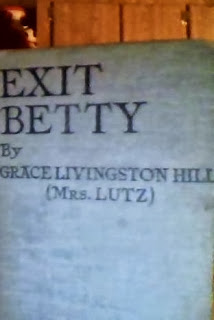 EXIT
BETTY
By
GRACE LIVINGSTON HILL
(MRS. LUTZ)